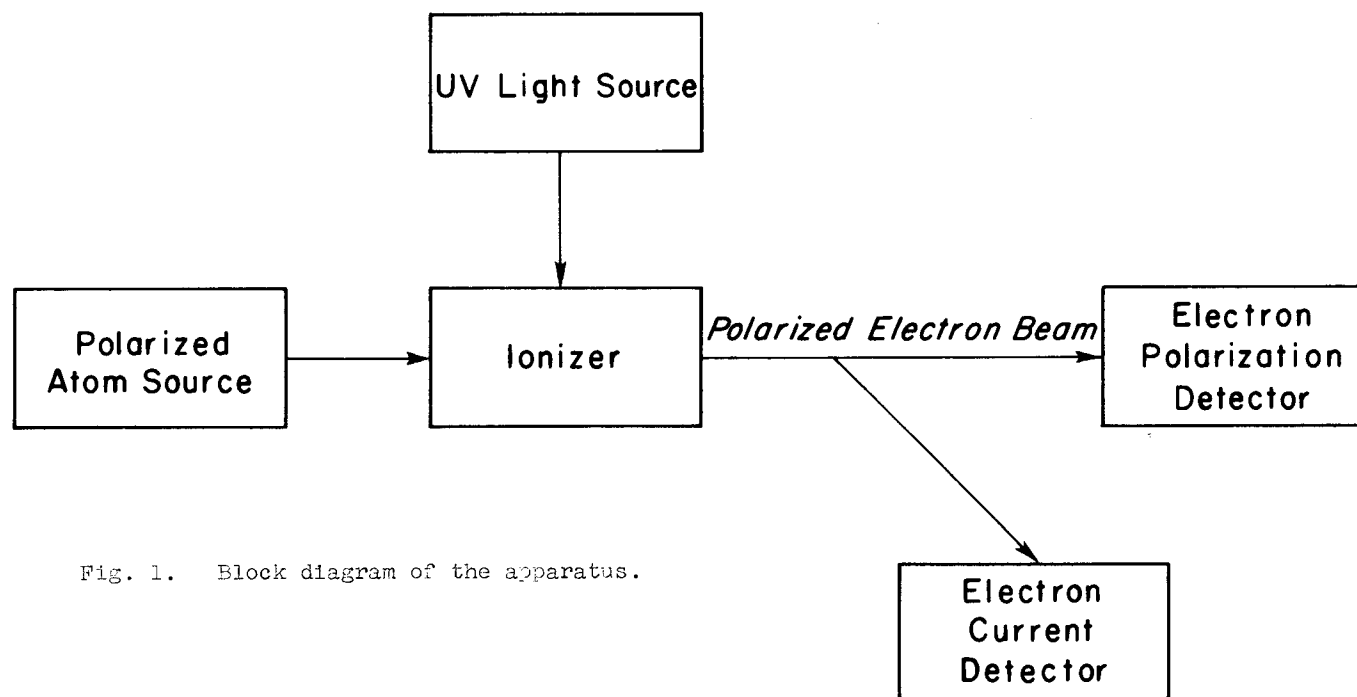 UV Light Source
Polarized
Atom Source
Ionizer
Polarized Electron Beam
Electron
Polarization
Detector
Fig. 1. Block diagram of the apparatus.
Electron
Current
Detector